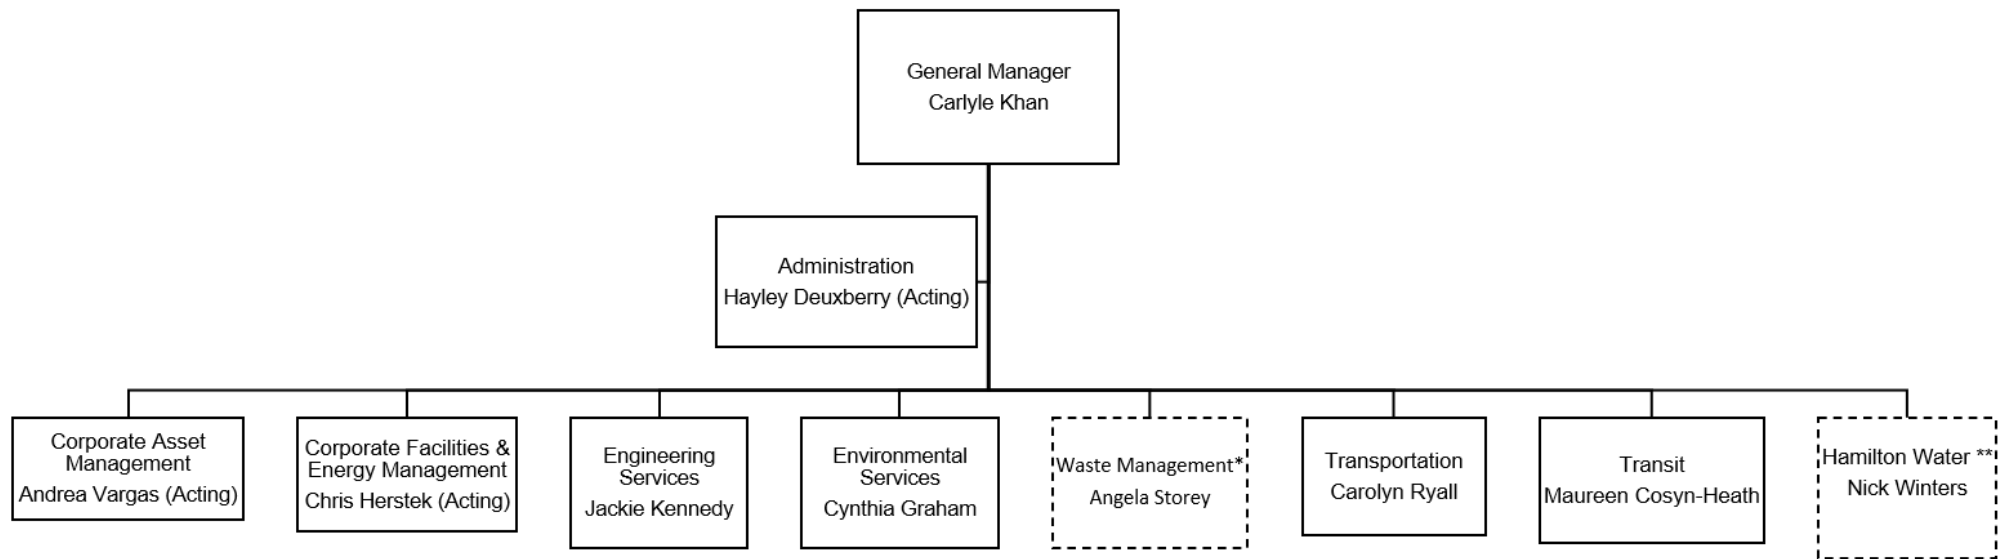 General Manager
Carlyle Khan
Administration
Hayley Deuxberry (Acting)
Corporate Asset
Management
Andrea Vargas (Acting)
Corporate Facilities &
Energy Management
Chris Herstek (Acting)
Engineering
Services
Jackie Kennedy
Environmental
Services
Cynthia Graham
Waste Management*
Angela Storey
Transportation
Carolyn Ryall
Transit
Maureen Cosyn-Heath
Hamilton Water **
Nick Winters